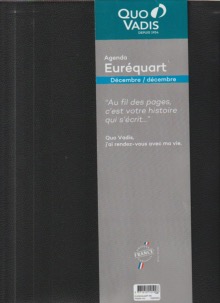 QUO
VADIS
DEPUIS 1954
Agenda
Euréquart
Décembre / décembre
"Au fil des pages,
c'est votre histoire
qui s'écrit..."
Quo Vadis,
j'ai rendez-vous avec ma vie.
FRANCE